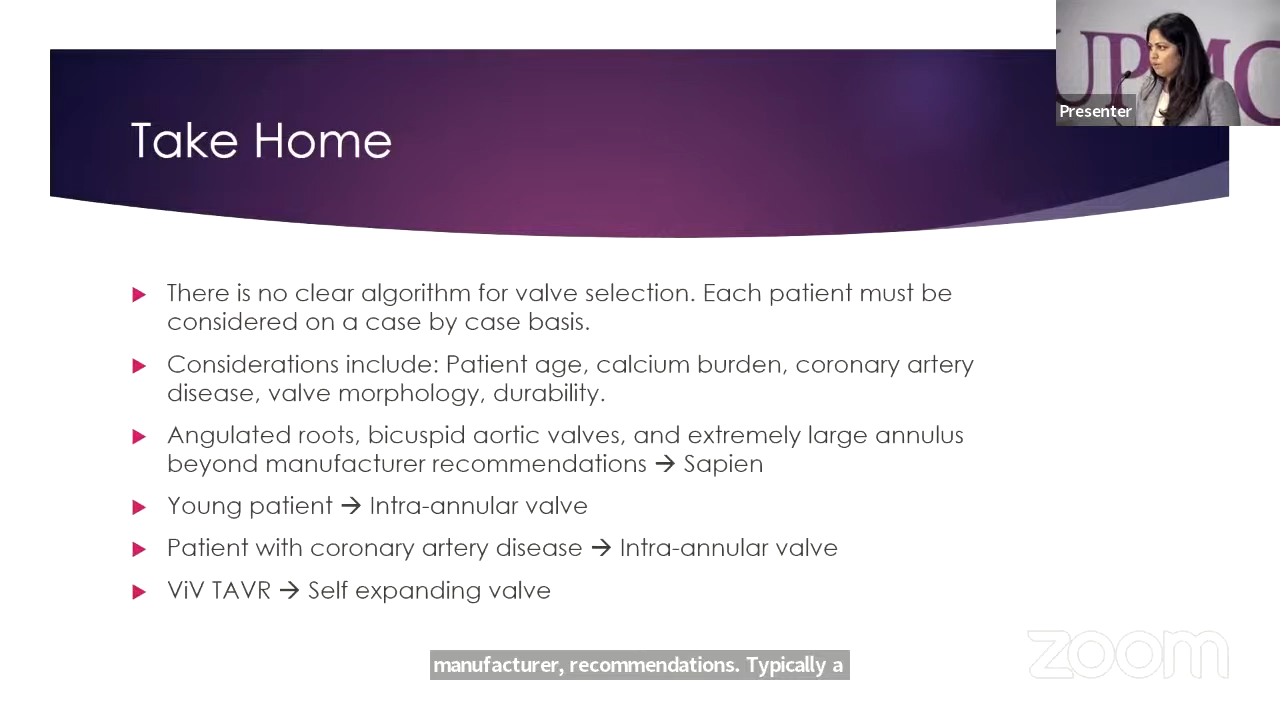 UPMC
Presenter
Take Home
There is no clear algorithm for valve selection. Each patient must be
considered on a case by case basis.
Considerations include: Patient age, calcium burden, coronary artery
disease, valve morphology, durability.
Angulated roots, bicuspid aortic valves, and extremely large annulus
beyond manufacturer recommendations → Sapien
Young patient → Intra-annular valve
Patient with coronary artery disease → Intra-annular valve
ViV TAVR → Self expanding valve
zoom
manufacturer, recommendations. Typically a